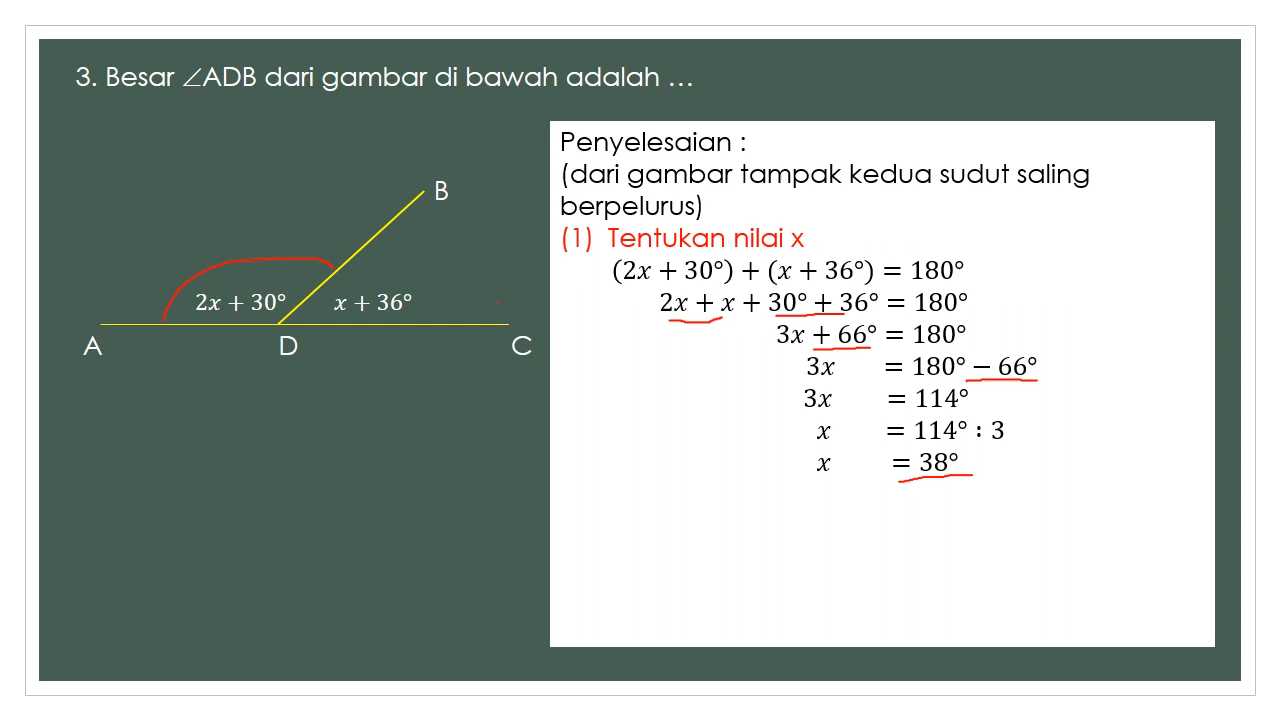 3. Besar ∠ADB dari gambar di bawah adalah …
B
2x + 30°
x + 36°
A
D
C
Penyelesaian :
(dari gambar tampak kedua sudut saling
berpelurus)
(1) Tentukan nilai x
(2x + 30°) + (x + 36°) = 180°
2x + x + 30° + 36° = 180°
3x + 66° = 180°
3x = 180° − 66°
3x = 114°
x = 114° : 3
x = 38°